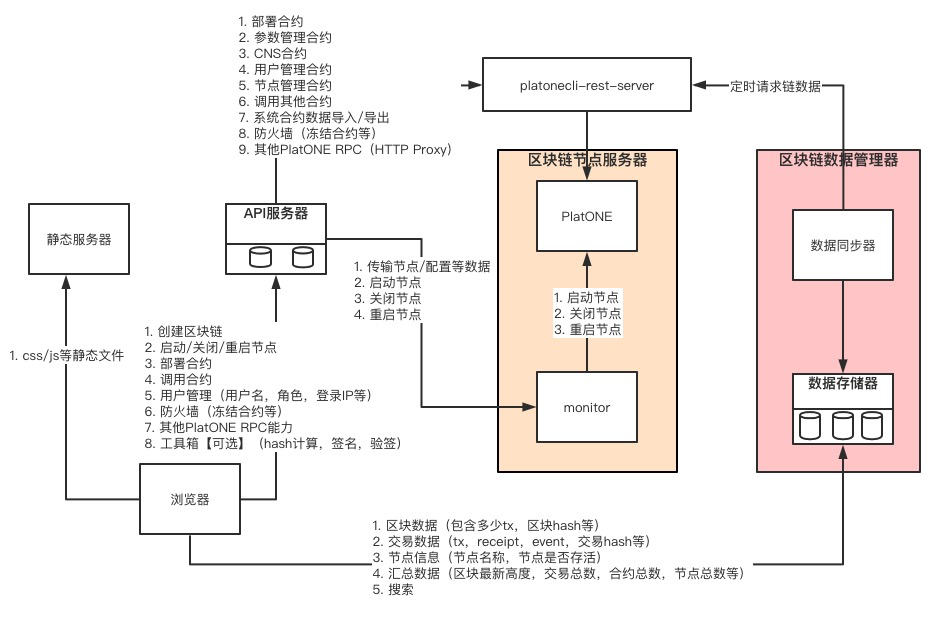 1. 部署合约
2. 参数管理合约
3. CNS合约
4. 用户管理合约
5. 节点管理合约
6. 调用其他合约
7. 系统合约数据导入/导出
8. 防火墙（冻结合约等）
9. 其他PlatONE RPC（HTTP Proxy）
platonecli-rest-server
定时请求链数据
区块链节点服务器
区块链数据管理器
PlatONE
API服务器
静态服务器
数据同步器
1. 传输节点/配置等数据
2. 启动节点
3. 关闭节点
4. 重启节点
1. 启动节点
2. 关闭节点
3. 重启节点
1. css/js等静态文件
1. 创建区块链
2. 启动/关闭/重启节点
3. 部署合约
4. 调用合约
5. 用户管理（用户名，角色，登录IP等）
6. 防火墙（冻结合约等）
7. 其他PlatONE RPC能力
8. 工具箱【可选】（hash计算，签名，验签）
monitor
数据存储器
浏览器
1. 区块数据（包含多少tx，区块hash等）
2. 交易数据（tx，receipt，event，交易hash等）
3. 节点信息（节点名称，节点是否存活）
4. 汇总数据（区块最新高度，交易总数，合约总数，节点总数等）
5. 搜索